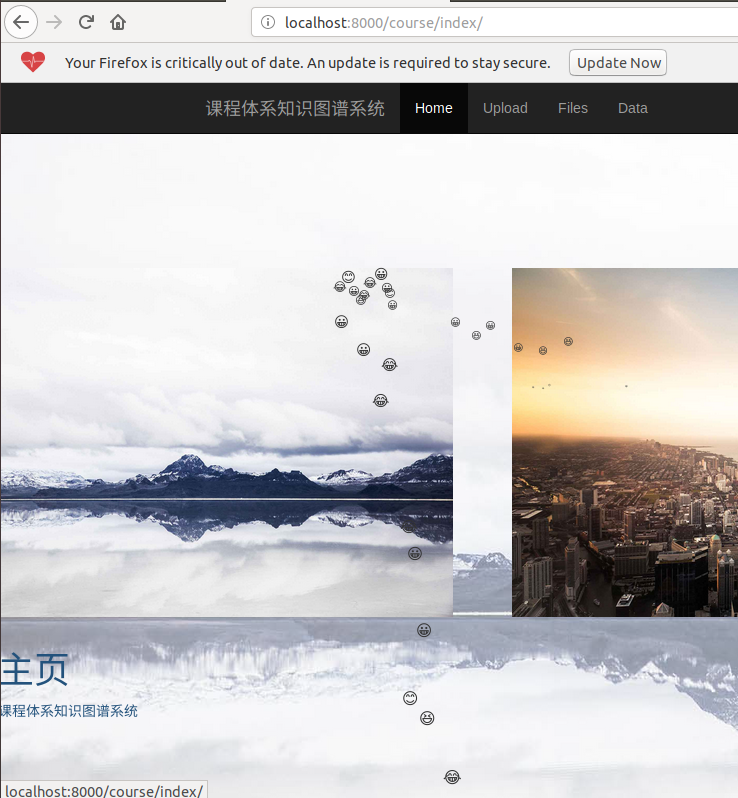 localhost:8000/course/index/
Your Firefox is critically out of date. An update is required to stay secure. Update Now
课程体系知识图谱系统 Home Upload Files Data
主页
课程体系知识图谱系统
localhost:8000/course/index/